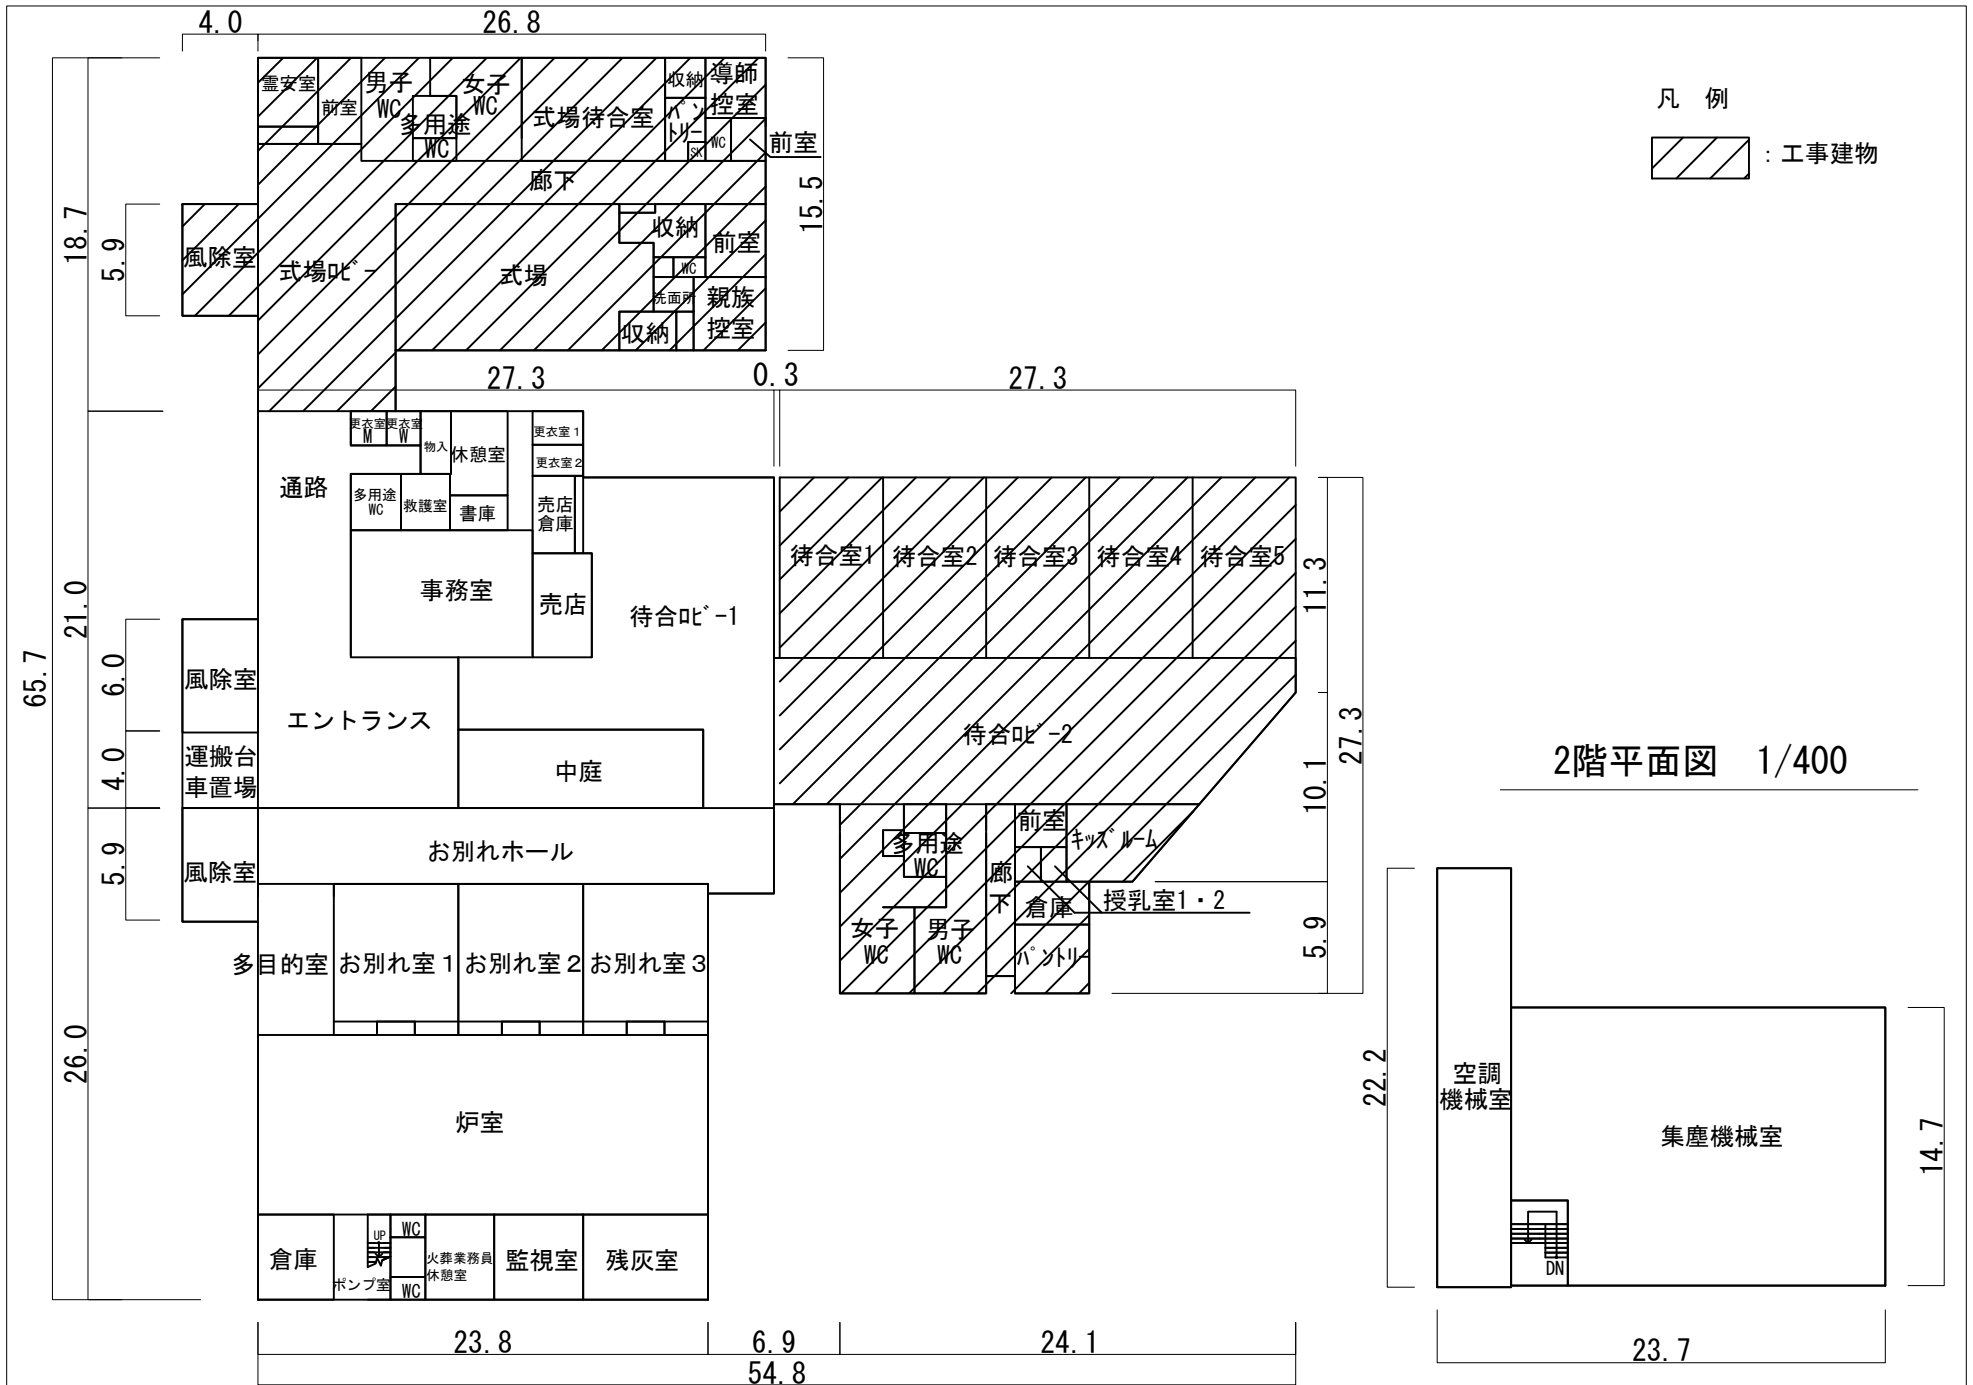 4.0
26.8
霊安室
前室
男子
WC
多用途
WC
女子
WC
式場待合室
収納
パン
トリー
SK
導師
控室
WC
前室
廊下
凡 例
：工事建物
18.7
5.9
15.5
風除室
式場ﾛﾋﾞｰ
式場
収納
前室
WC
洗面所
親族
控室
収納
27.3
0.3
27.3
更衣室
M
更衣室
W
物入
休憩室
更衣室1
更衣室2
通路
多用途
WC
救護室
書庫
売店
倉庫
事務室
売店
待合ﾛﾋﾞｰ1
待合室1
待合室2
待合室3
待合室4
待合室5
11.3
65.7
21.0
6.0
風除室
エントランス
待合ﾛﾋﾞｰ2
27.3
10.1
2階平面図 1/400
4.0
運搬台
車置場
中庭
5.9
風除室
お別れホール
多用途
WC
前室
ｷｯｽﾞﾙｰﾑ
廊
下
授乳室1・2
倉庫
女子
WC
男子
WC
ﾊﾟﾝﾄﾘｰ
5.9
多目的室
お別れ室1
お別れ室2
お別れ室3
26.0
炉室
22.2
空調
機械室
集塵機械室
14.7
DN
倉庫
UP
ポンプ室
WC
WC
火葬業務員
休憩室
監視室
残灰室
23.8
6.9
24.1
54.8
23.7